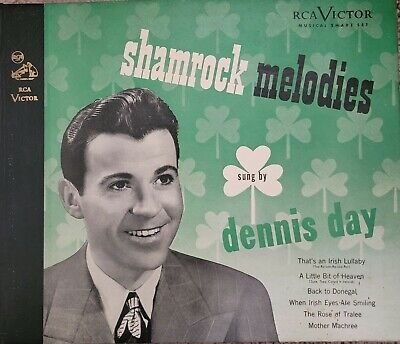 RCA VICTOR
MUSICAL SMART SET
RCA
RCA
VICTOR
shamrock melodies
sung by
dennis day
That's an Irish Lullaby
A Little Bit of Heaven
Back to Donegal
When Irish Eyes Are Smiling
The Rose of Tralee
Mother Machree